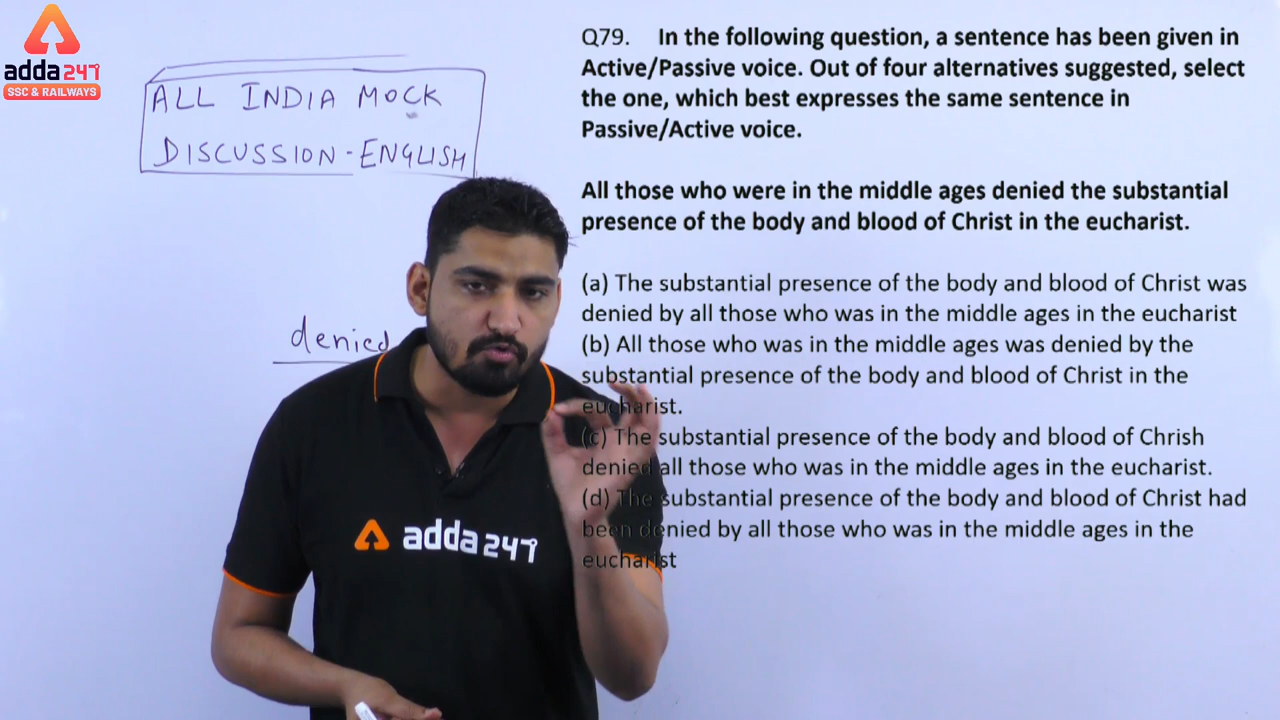 adda247
SSC & RAILWAYS
ALL INDIA MOCK
DISCUSSION-ENGLISH
denied
adda247
Q79. In the following question, a sentence has been given in
Active/Passive voice. Out of four alternatives suggested, select
the one, which best expresses the same sentence in
Passive/Active voice.
All those who were in the middle ages denied the substantial
presence of the body and blood of Christ in the eucharist.
(a) The substantial presence of the body and blood of Christ was
denied by all those who was in the middle ages in the eucharist
(b) All those who was in the middle ages was denied by the
substantial presence of the body and blood of Christ in the
eucharist.
(c) The substantial presence of the body and blood of Chrish
denied all those who was in the middle ages in the eucharist.
(d) The substantial presence of the body and blood of Christ had
been denied by all those who was in the middle ages in the
eucharist